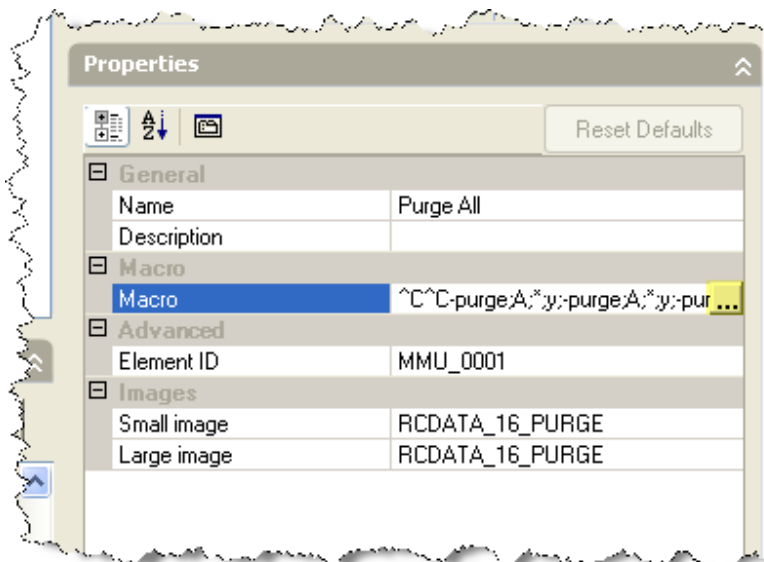 Properties
Reset Defaults
General
Name Purge All
Description
Macro
Macro ^C^C-purge;A;*;y;-purge;A;*;y;-pur ...
Advanced
Element ID MMU_0001
Images
Small image RCDATA_16_PURGE
Large image RCDATA_16_PURGE